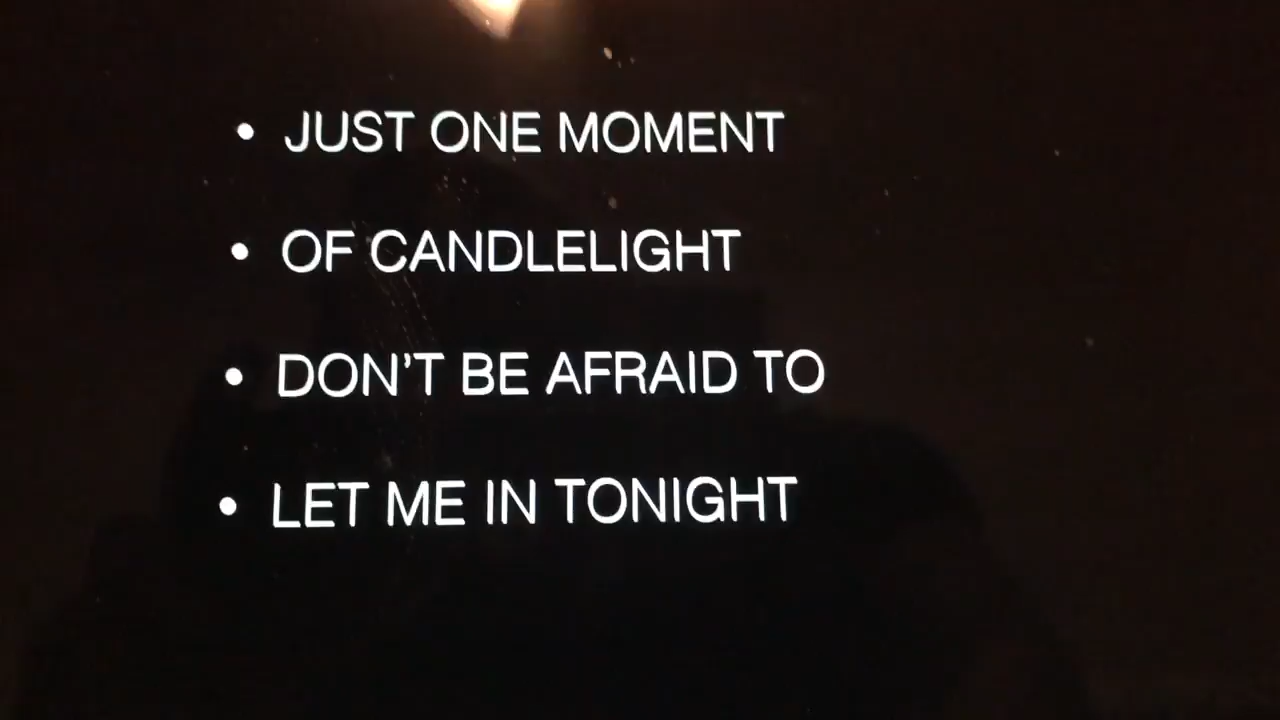 • JUST ONE MOMENT
• OF CANDLELIGHT
• DON'T BE AFRAID TO
• LET ME IN TONIGHT